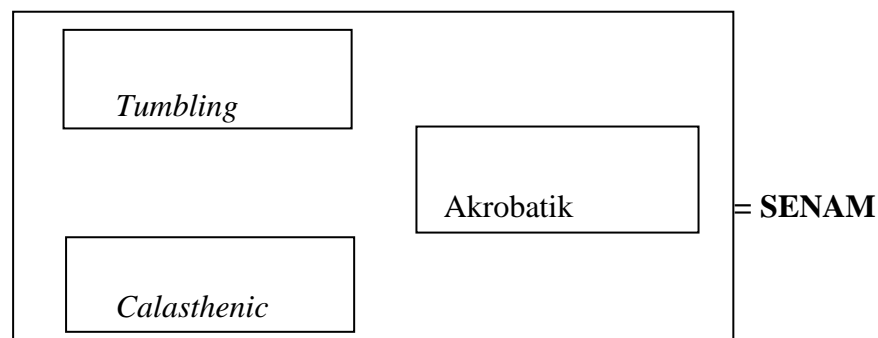 Tumbling
Akrobatik
= SENAM
Calasthenic